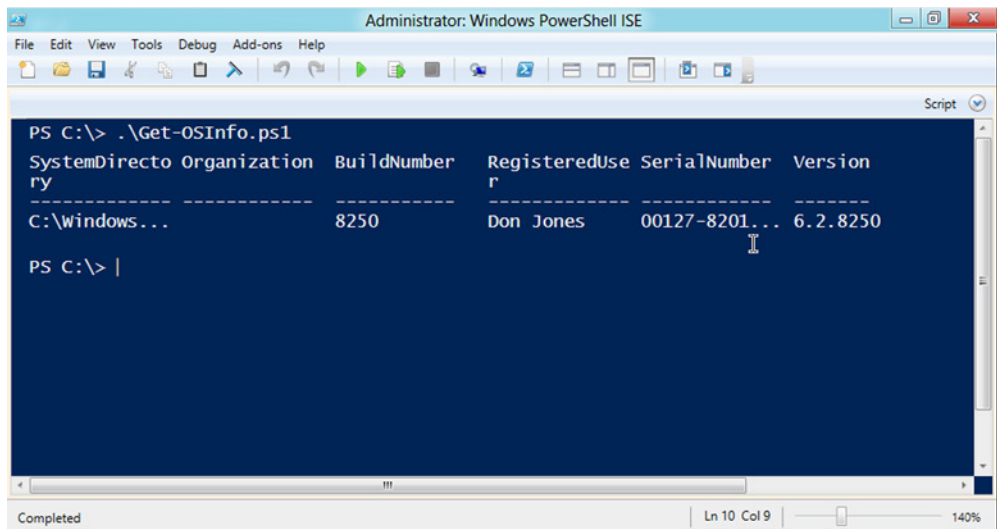 Administrator: Windows PowerShell ISE
File Edit View Tools Debug Add-ons Help
Script
PS C:\> .\Get-OSInfo.ps1
SystemDirecto Organization BuildNumber RegisteredUse SerialNumber Version
ry r
------------- ------------ ----------- ------------- ------------ -------
C:\Windows... 8250 Don Jones 00127-8201... 6.2.8250
PS C:\>
Completed Ln 10 Col 9 140%